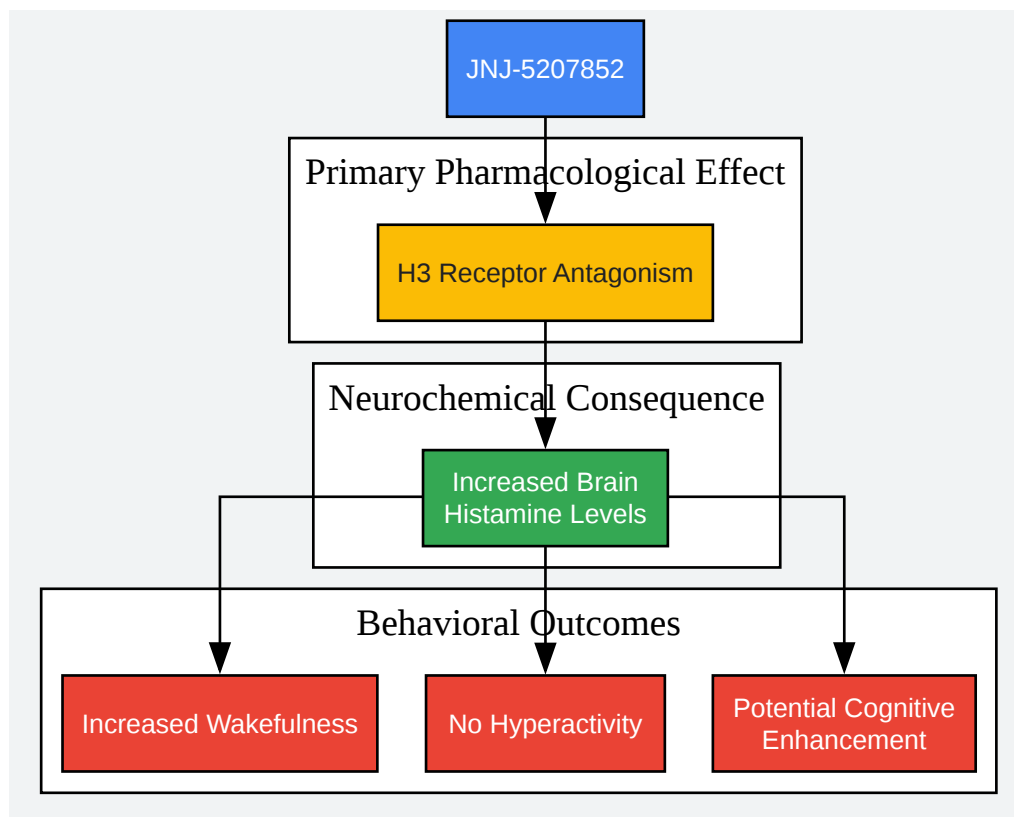 JNJ-5207852
Primary Pharmacological Effect
H3 Receptor Antagonism
Neurochemical Consequence
Increased Brain
Histamine Levels
Behavioral Outcomes
Increased Wakefulness
No Hyperactivity
Potential Cognitive
Enhancement